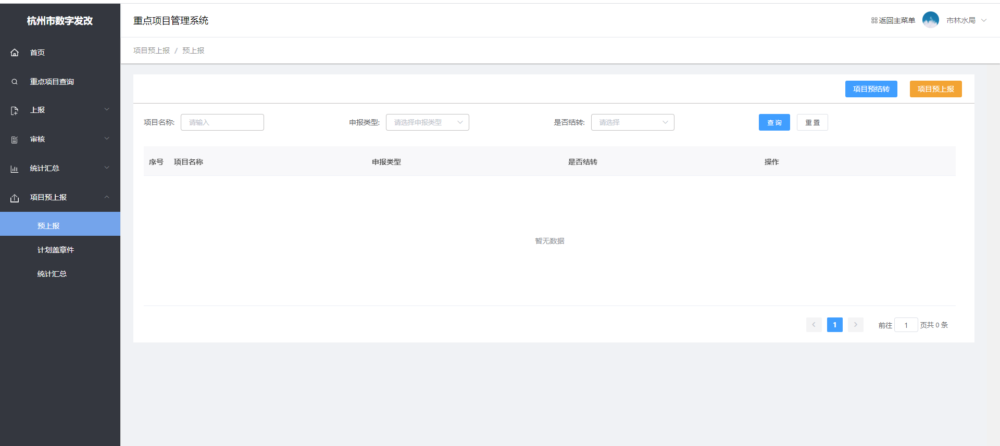 杭州市数字发改
重点项目管理系统
返回主菜单 市林水局
首页
重点项目查询
上报
审核
统计汇总
项目预上报
预上报
计划盖章件
统计汇总
项目预上报 / 预上报
项目预结转 项目预上报
项目名称: 请输入 申报类型: 请选择申报类型 是否结转: 请选择 查 询 重 置
序号 项目名称 申报类型 是否结转 操作
暂无数据
1 前往 1 页共 0 条